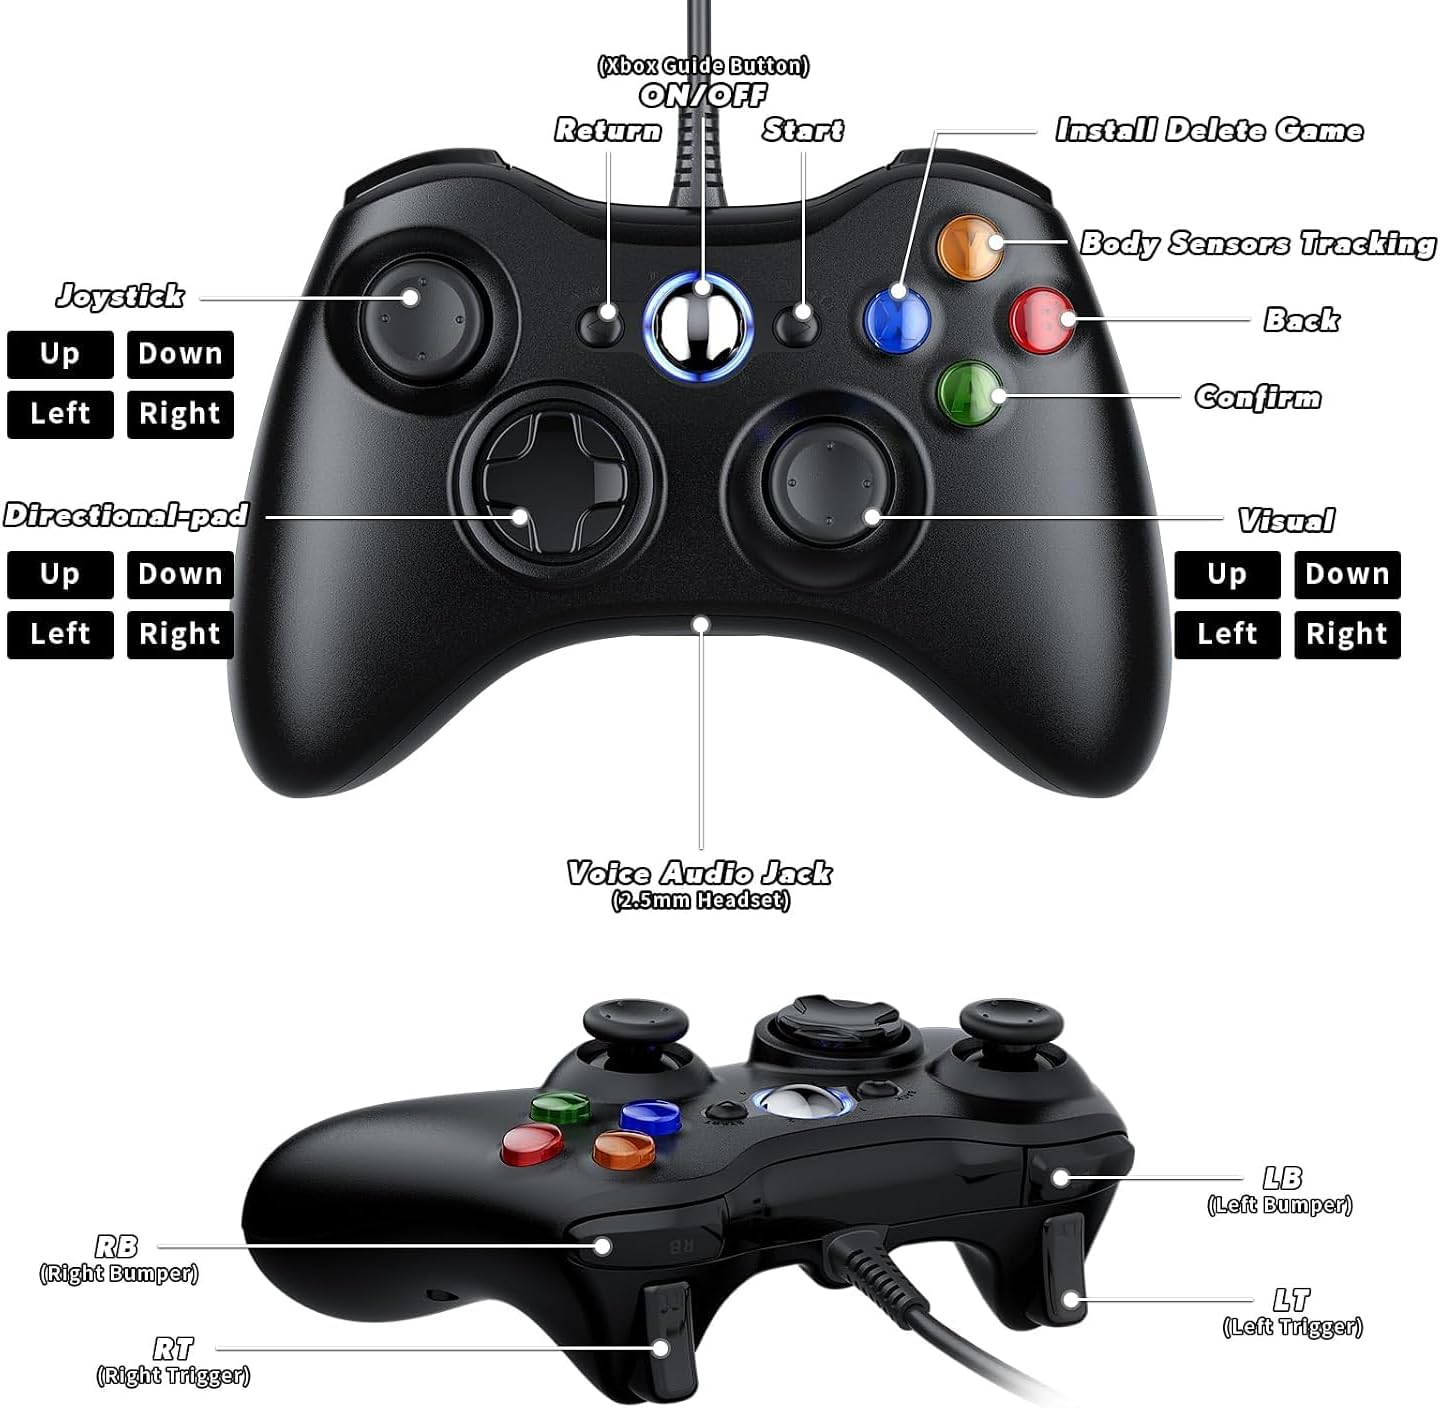 (Xbox Guide Button)
ON/OFF
Return
Start
Install Delete Game
Y
Body Sensors Tracking
Joystick
Up Down
Left Right
X
B
Back
A
Confirm
Directional-pad
Up Down
Left Right
Visual
Up Down
Left Right
Voice Audio Jack
(2.5mm Headset)
LB
(Left Bumper)
RB
(Right Bumper)
RB
LT
LT
(Left Trigger)
RT
(Right Trigger)